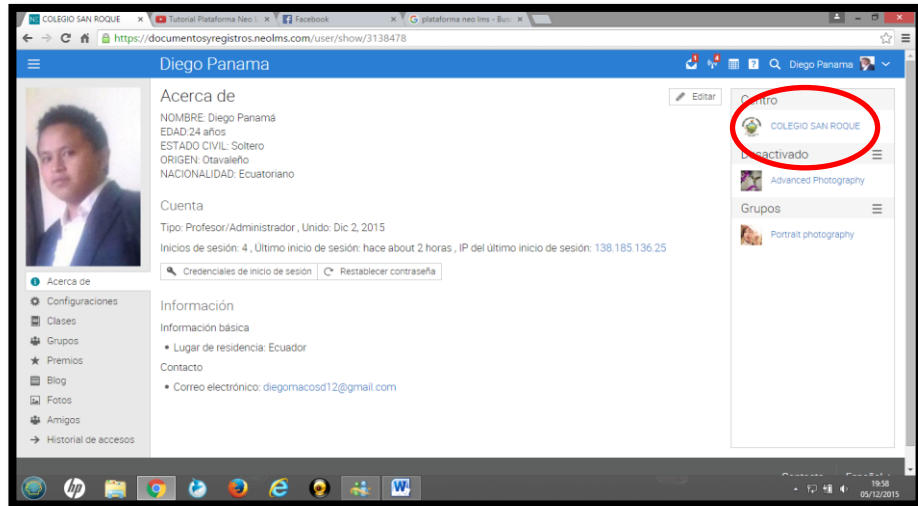 COLEGIO SAN ROQUE
Tutorial Plataforma Neo L
Facebook
plataforma neo lms - Bus
https://documentosyregistros.neolms.com/user/show/3138478
Diego Panama
Diego Panama
Acerca de
Editar
NOMBRE: Diego Panamá
EDAD:24 años
ESTADO CIVIL: Soltero
ORIGEN: Otavaleño
NACIONALIDAD: Ecuatoriano
Cuenta
Tipo: Profesor/Administrador , Unido: Dic 2, 2015
Inicios de sesión: 4 , Último inicio de sesión: hace about 2 horas , IP del último inicio de sesión: 138.185.136.25
Credenciales de inicio de sesión
Restablecer contraseña
Información
Información básica
• Lugar de residencia: Ecuador
Contacto
• Correo electrónico: diegomacosd12@gmail.com
Acerca de
Configuraciones
Clases
Grupos
Premios
Blog
Fotos
Amigos
Historial de accesos
Centro
COLEGIO SAN ROQUE
Desactivado
Advanced Photography
Grupos
Portrait photography
19:58
05/12/2015